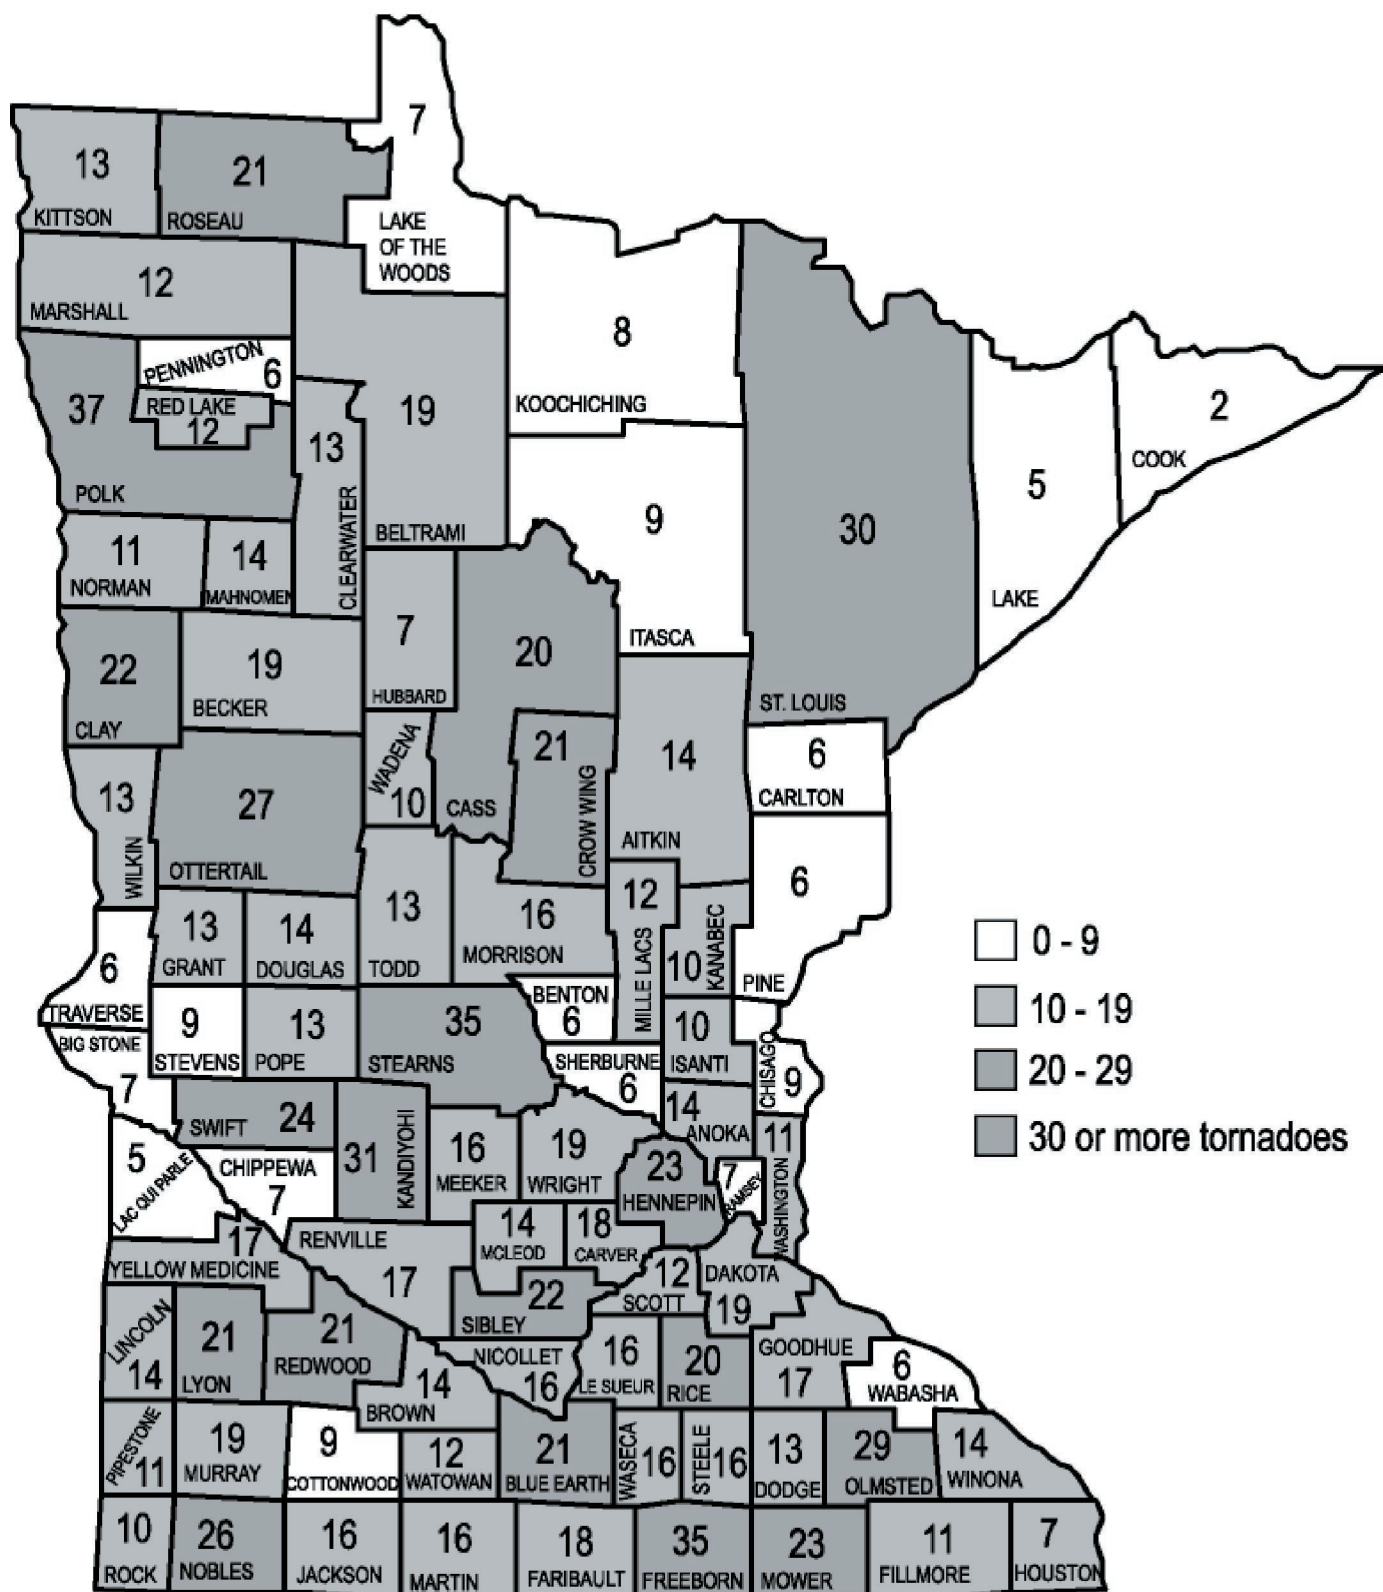 7
LAKE
OF THE
WOODS
13
KITTSON
21
ROSEAU
12
MARSHALL
8
KOOCHICHING
PENNINGTON
6
RED LAKE
12
37
POLK
13
CLEARWATER
19
BELTRAMI
2
COOK
5
LAKE
30
ST. LOUIS
9
ITASCA
11
NORMAN
14
MAHNOMEN
7
HUBBARD
20
CASS
22
CLAY
19
BECKER
WADENA
10
21
CROW WING
14
AITKIN
6
CARLTON
13
WILKIN
27
OTTERTAIL
6
PINE
13
GRANT
14
DOUGLAS
13
TODD
16
MORRISON
12
MILLE LACS
10
KANABEC
6
TRAVERSE
9
STEVENS
13
POPE
35
STEARNS
BENTON
6
10
ISANTI
CHISAGO
9
BIG STONE
7
SHERBURNE
6
SWIFT
24
31
KANDIYOHI
16
MEEKER
19
WRIGHT
14
ANOKA
11
WASHINGTON
5
LAC QUI PARLE
CHIPPEWA
7
23
HENNEPIN
7
RAMSEY
17
YELLOW MEDICINE
RENVILLE
17
14
MCLEOD
18
CARVER
12
SCOTT
DAKOTA
19
LINCOLN
14
21
LYON
21
REDWOOD
22
SIBLEY
NICOLLET
16
16
LE SUEUR
20
RICE
GOODHUE
17
6
WABASHA
14
BROWN
PIPESTONE
11
19
MURRAY
9
COTTONWOOD
12
WATOWAN
21
BLUE EARTH
WASECA
16
STEELE
16
13
DODGE
29
OLMSTED
14
WINONA
10
ROCK
26
NOBLES
16
JACKSON
16
MARTIN
18
FARIBAULT
35
FREEBORN
23
MOWER
11
FILLMORE
7
HOUSTON
0 - 9
10 - 19
20 - 29
30 or more tornadoes